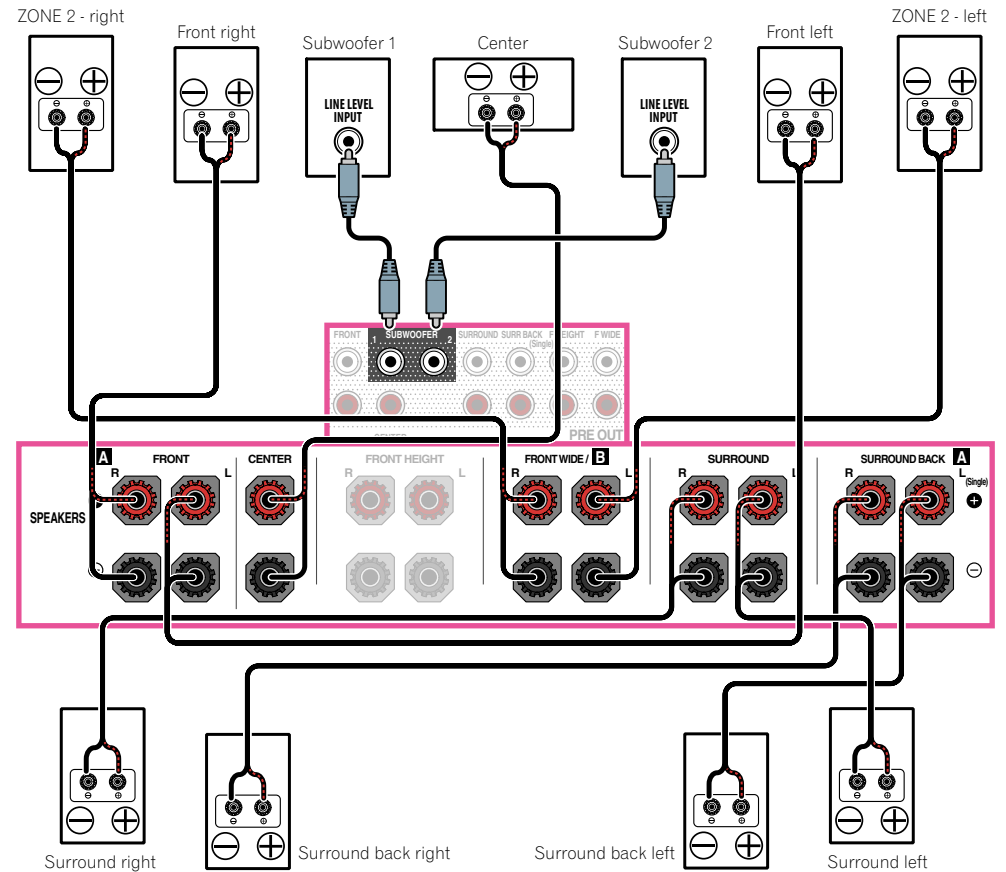 ZONE 2 - right
Front right
Subwoofer 1
Center
Subwoofer 2
Front left
ZONE 2 - left
LINE LEVEL
INPUT
LINE LEVEL
INPUT
FRONT
SUBWOOFER
1
2
SURROUND
SURR BACK
(Single)
F WIDE
PRE OUT
SPEAKERS
A
FRONT
R
L
CENTER
FRONT HEIGHT
R
L
FRONT WIDE / B
R
L
SURROUND
R
L
SURROUND BACK A
R
L
(Single)
Surround right
Surround back right
Surround back left
Surround left